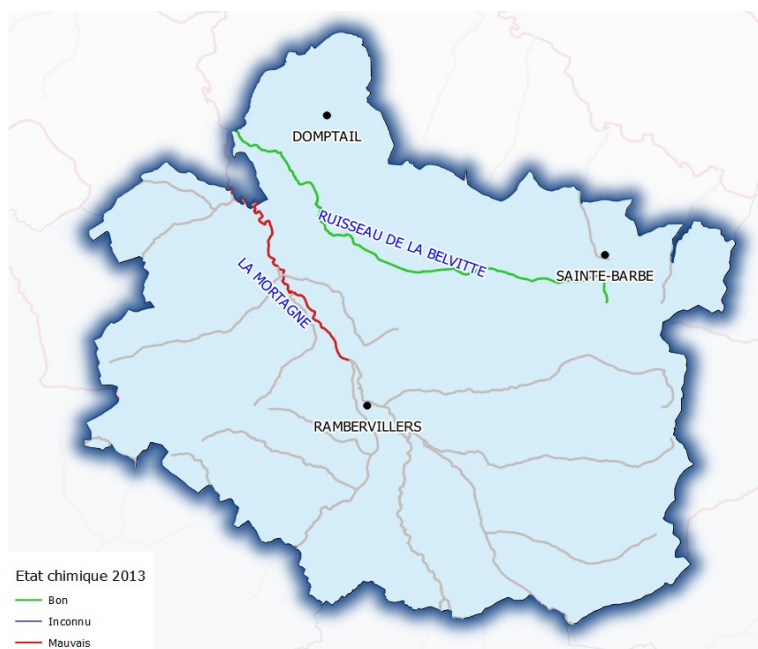 DOMPTAIL
RUISSEAU DE LA BELVITTE
SAINTE-BARBE
LA MORTAGNE
RAMBERVILLERS
Etat chimique 2013
Bon
Inconnu
Mauvais